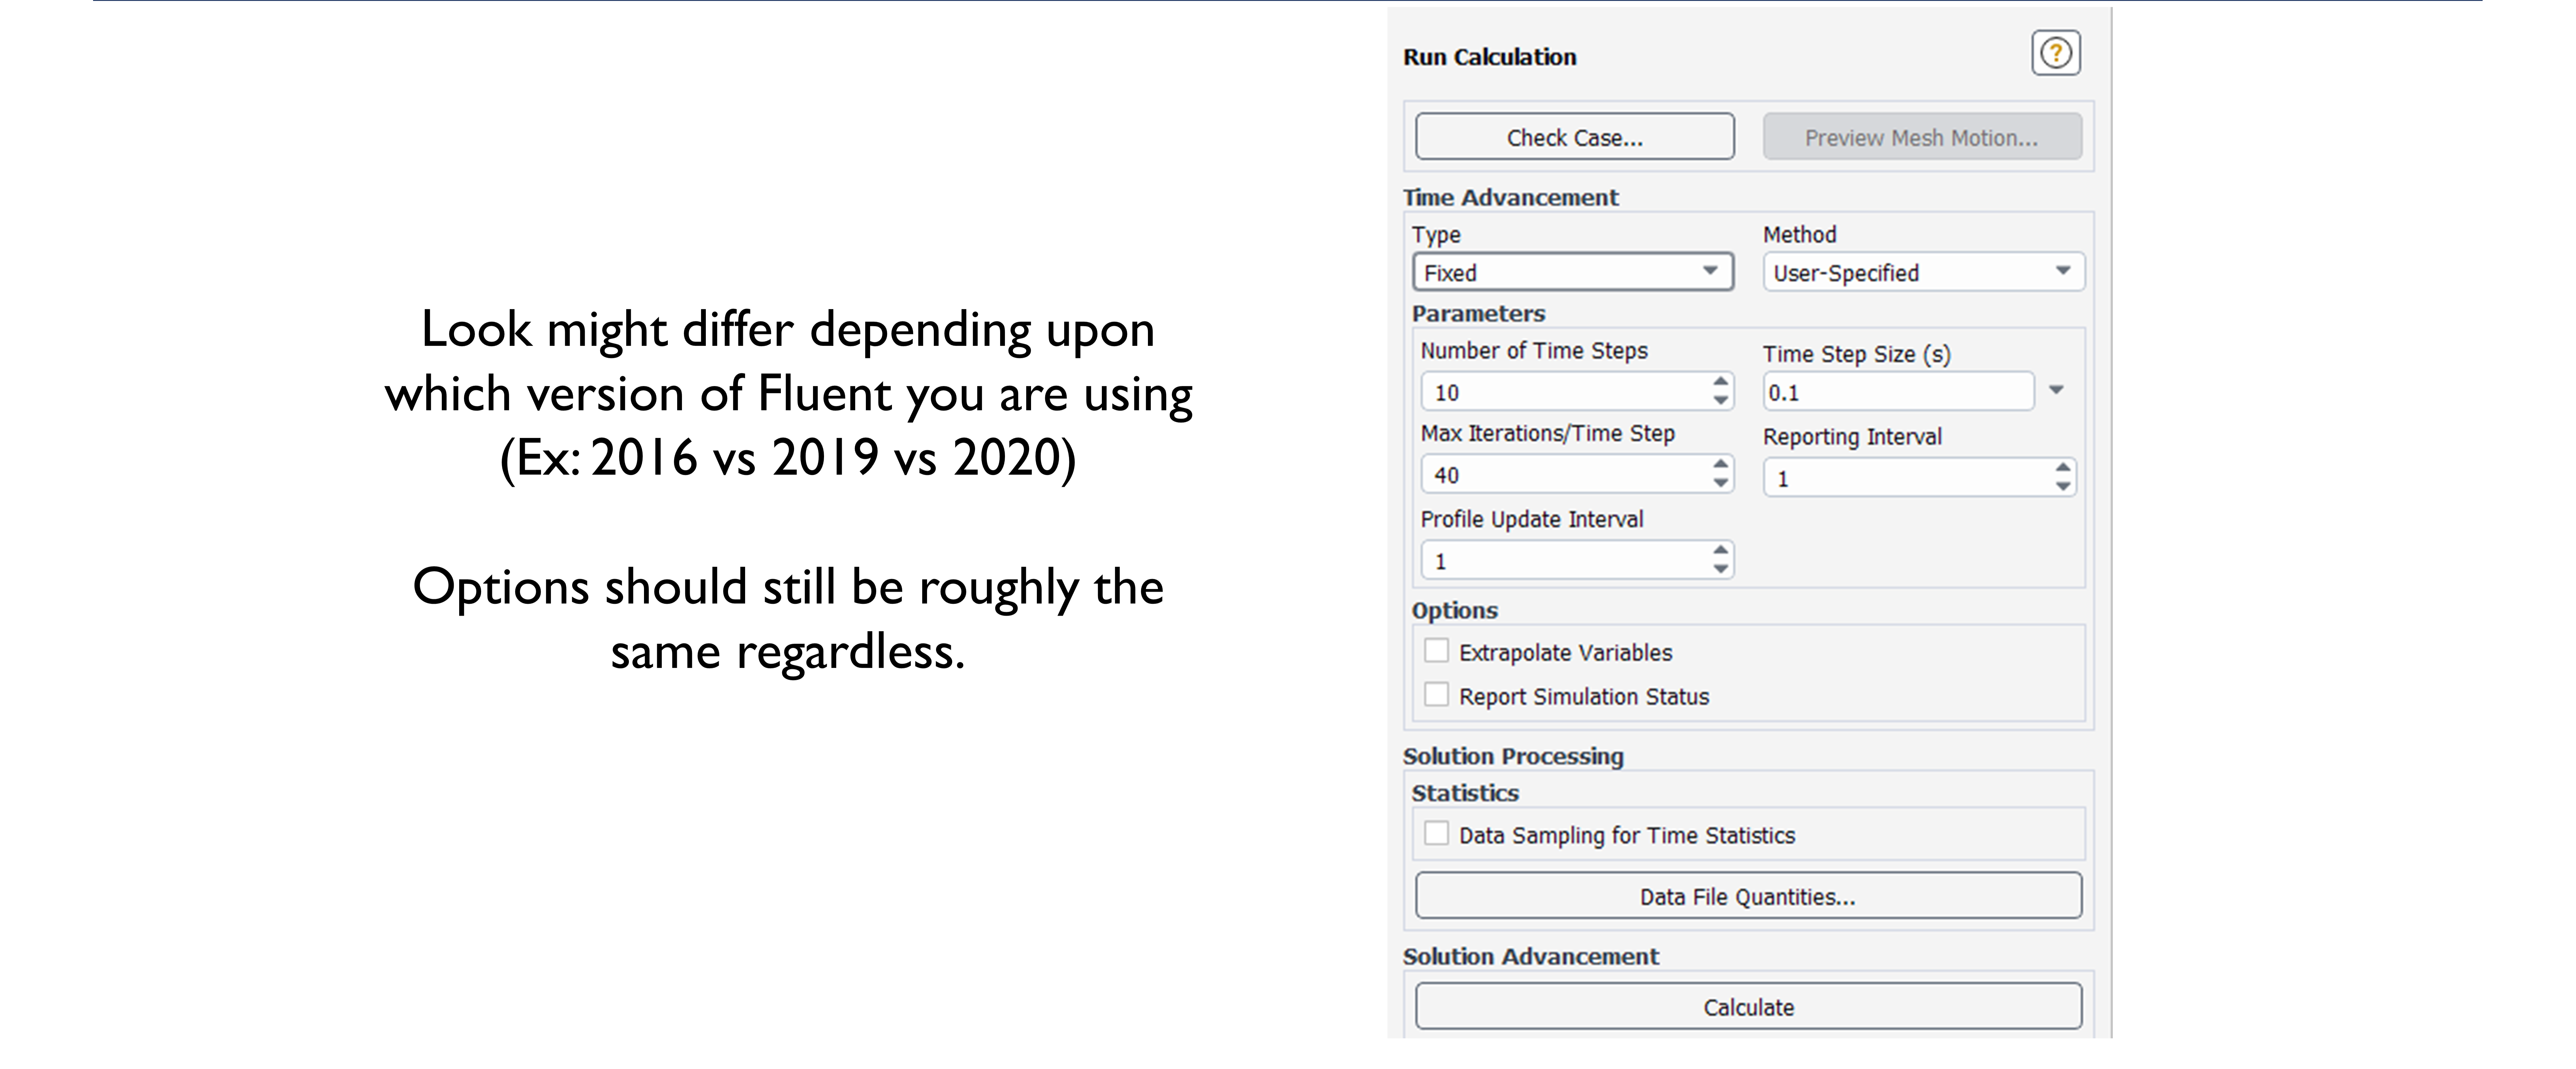 Look might differ depending upon
which version of Fluent you are using
(Ex: 2016 vs 2019 vs 2020)
Options should still be roughly the
same regardless.
Run Calculation
?
Check Case...
Preview Mesh Motion...
Time Advancement
Type
Method
Fixed
User-Specified
Parameters
Number of Time Steps
Time Step Size (s)
10
0.1
Max Iterations/Time Step
Reporting Interval
40
1
Profile Update Interval
1
Options
Extrapolate Variables
Report Simulation Status
Solution Processing
Statistics
Data Sampling for Time Statistics
Data File Quantities...
Solution Advancement
Calculate